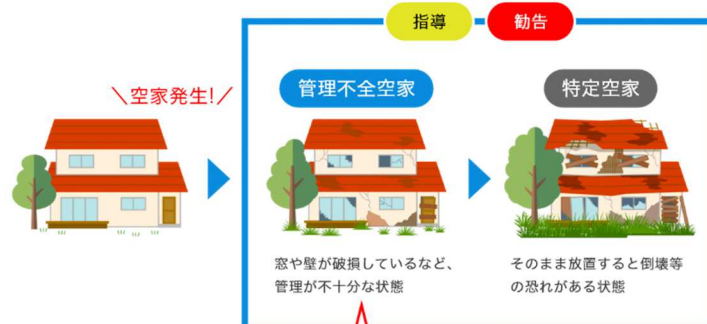 指導
勧告
＼空家発生!／
管理不全空家
特定空家
窓や壁が破損しているなど、
管理が不十分な状態
そのまま放置すると倒壊等
の恐れがある状態